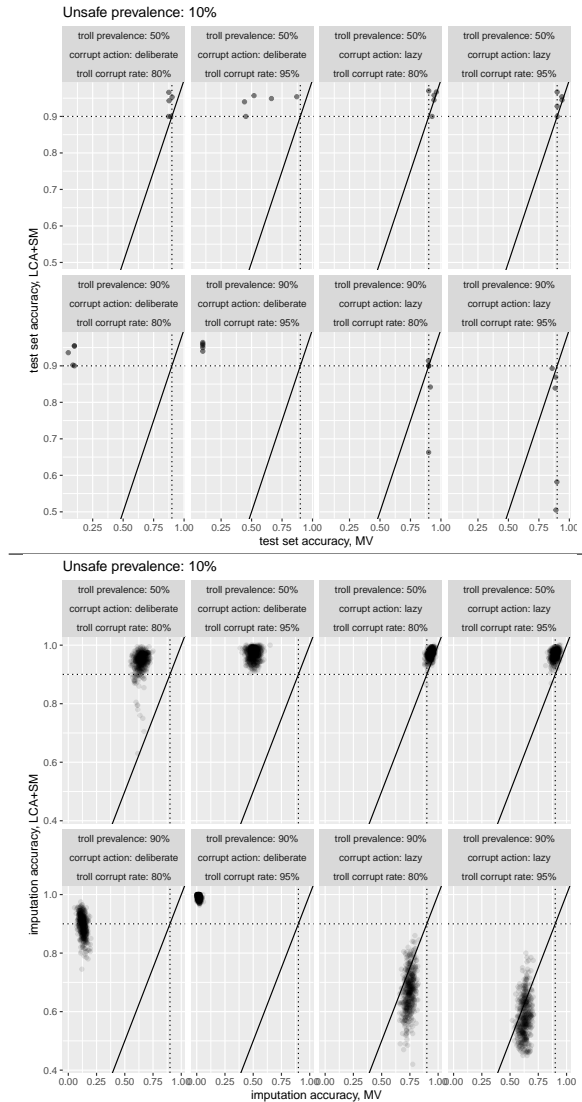 Unsafe prevalence: 10%
troll prevalence: 50% troll prevalence: 50% troll prevalence: 50% troll prevalence: 50%
corrupt action: deliberate corrupt action: deliberate corrupt action: lazy corrupt action: lazy
troll corrupt rate: 80% troll corrupt rate: 95% troll corrupt rate: 80% troll corrupt rate: 95%
0.9
0.8
0.7
0.6
0.5
test set accuracy, LCA+SM
troll prevalence: 90% troll prevalence: 90% troll prevalence: 90% troll prevalence: 90%
corrupt action: deliberate corrupt action: deliberate corrupt action: lazy corrupt action: lazy
troll corrupt rate: 80% troll corrupt rate: 95% troll corrupt rate: 80% troll corrupt rate: 95%
0.9
0.8
0.7
0.6
0.5
0.25 0.50 0.75 1.00 0.25 0.50 0.75 1.00 0.25 0.50 0.75 1.00 0.25 0.50 0.75 1.00
test set accuracy, MV
Unsafe prevalence: 10%
troll prevalence: 50% troll prevalence: 50% troll prevalence: 50% troll prevalence: 50%
corrupt action: deliberate corrupt action: deliberate corrupt action: lazy corrupt action: lazy
troll corrupt rate: 80% troll corrupt rate: 95% troll corrupt rate: 80% troll corrupt rate: 95%
1.0
0.8
0.6
0.4
imputation accuracy, LCA+SM
troll prevalence: 90% troll prevalence: 90% troll prevalence: 90% troll prevalence: 90%
corrupt action: deliberate corrupt action: deliberate corrupt action: lazy corrupt action: lazy
troll corrupt rate: 80% troll corrupt rate: 95% troll corrupt rate: 80% troll corrupt rate: 95%
1.0
0.8
0.6
0.4
0.00 0.25 0.50 0.75 1.00 0.00 0.25 0.50 0.75 1.00 0.00 0.25 0.50 0.75 1.00 0.00 0.25 0.50 0.75 1.00
imputation accuracy, MV